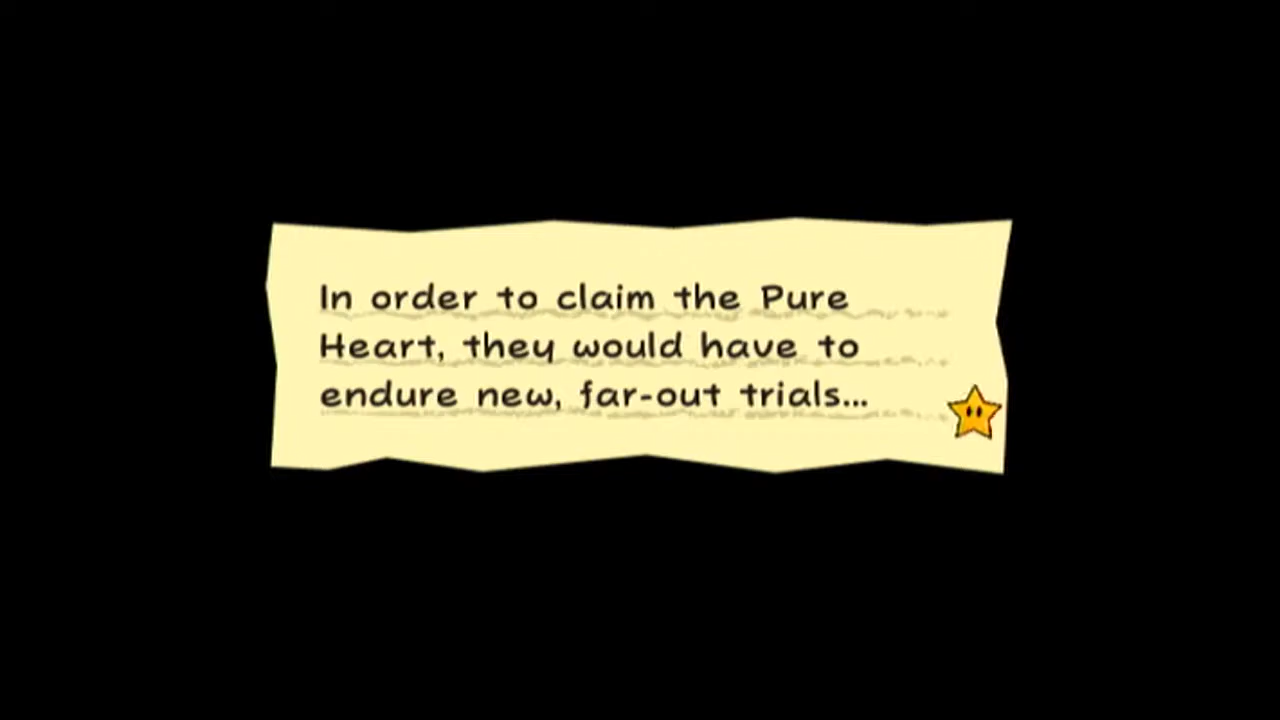 In order to claim the Pure
Heart, they would have to
endure new, far-out trials...